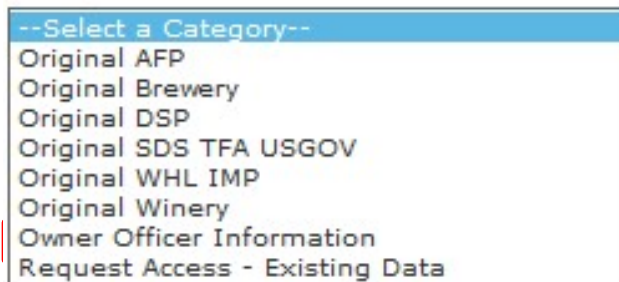 --Select a Category--
Original AFP
Original Brewery
Original DSP
Original SDS TFA USGOV
Original WHL IMP
Original Winery
Owner Officer Information
Request Access - Existing Data